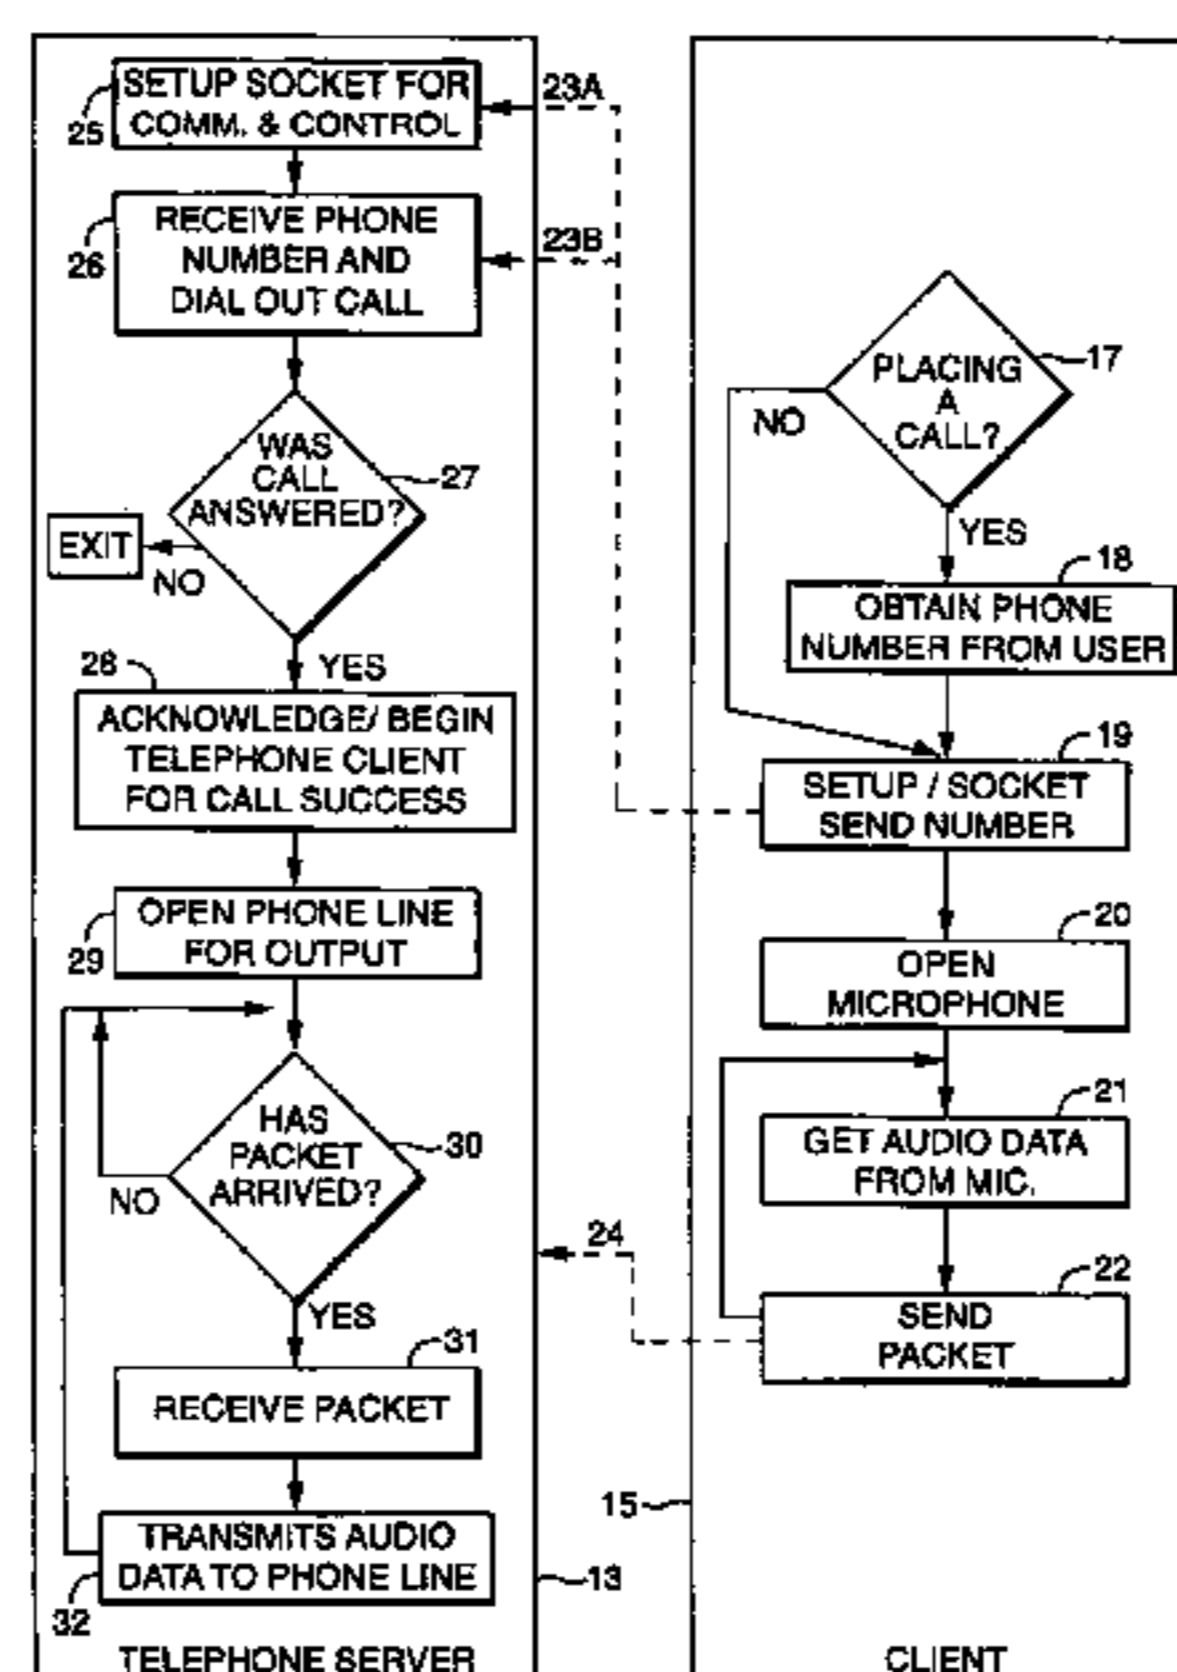 SETUP SOCKET FOR
COMM. & CONTROL
25
23A
RECEIVE PHONE
NUMBER AND
DIAL OUT CALL
26
23B
WAS
CALL
ANSWERED?
27
EXIT
NO
YES
28
ACKNOWLEDGE/ BEGIN
TELEPHONE CLIENT
FOR CALL SUCCESS
OPEN PHONE LINE
FOR OUTPUT
29
HAS
PACKET
ARRIVED?
30
NO
YES
31
RECEIVE PACKET
TRANSMITS AUDIO
DATA TO PHONE LINE
32
13
TELEPHONE SERVER
PLACING
A
CALL?
17
NO
YES
18
OBTAIN PHONE
NUMBER FROM USER
19
SETUP / SOCKET
SEND NUMBER
20
OPEN
MICROPHONE
21
GET AUDIO DATA
FROM MIC.
24
22
SEND
PACKET
15
CLIENT